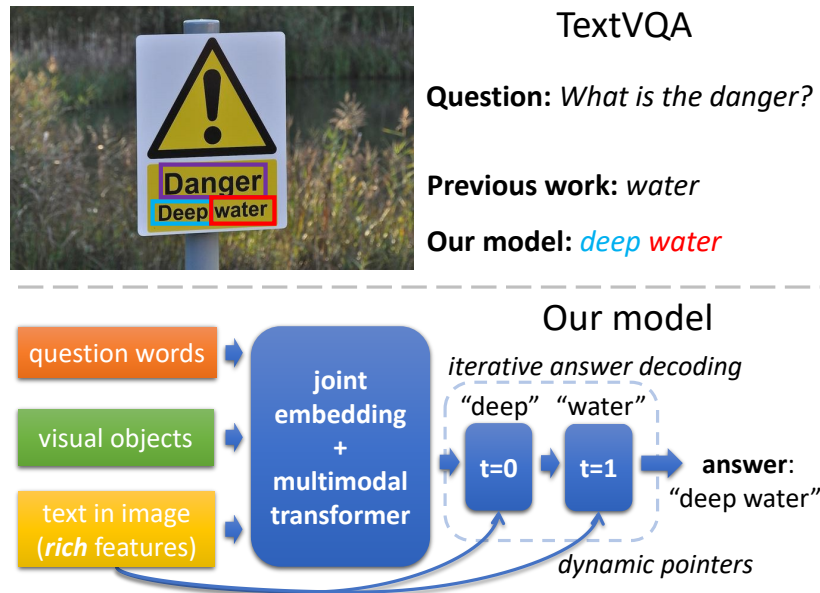 TextVQA
Danger
Deep water
Question: What is the danger?
Previous work: water
Our model: deep water
Our model
question words
visual objects
text in image
(rich features)
joint
embedding
+
multimodal
transformer
iterative answer decoding
“deep” “water”
t=0 t=1
answer:
“deep water”
dynamic pointers